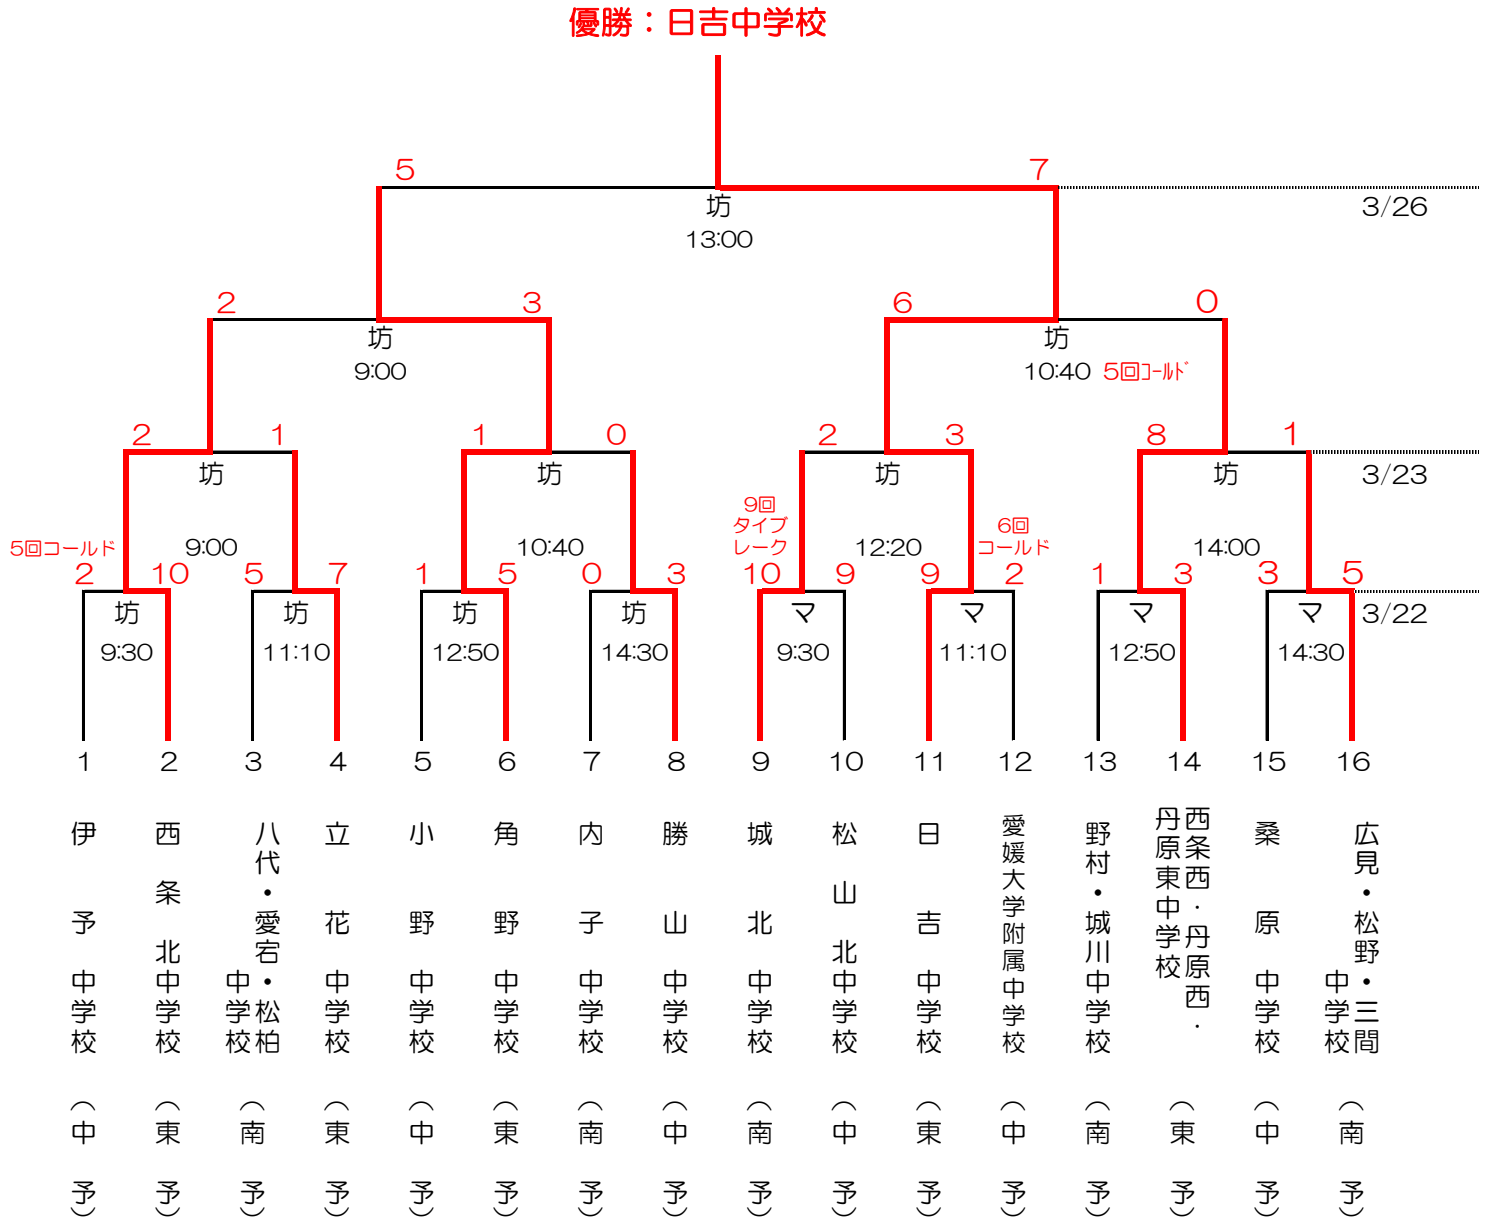 優勝：日吉中学校
5 7
坊 3/26
13:00
2 3 6 0
坊 坊
9:00 10:40 5回ｺｰﾙﾄﾞ
2 1 1 0 2 3 8 1
坊 坊 坊 坊 3/23
9回
タイブ
レーク
6回
コールド
5回コールド 9:00 10:40 12:20 14:00
2 10 5 7 1 5 0 3 10 9 9 2 1 3 3 5
坊 坊 坊 坊 マ マ マ マ 3/22
9:30 11:10 12:50 14:30 9:30 11:10 12:50 14:30
1 2 3 4 5 6 7 8 9 10 11 12 13 14 15 16
伊予中学校
西条北中学校
八代・愛宕・松柏
中学校
立花中学校
小野中学校
角野中学校
内子中学校
勝山中学校
城北中学校
松山北中学校
日吉中学校
愛媛大学附属中学校
野村・城川中学校
西条西・丹原西・
丹原東中学校
桑原中学校
広見・松野・三間
中学校
（中予）
（東予）
（南予）
（東予）
（中予）
（東予）
（南予）
（中予）
（南予）
（中予）
（東予）
（中予）
（南予）
（東予）
（中予）
（南予）